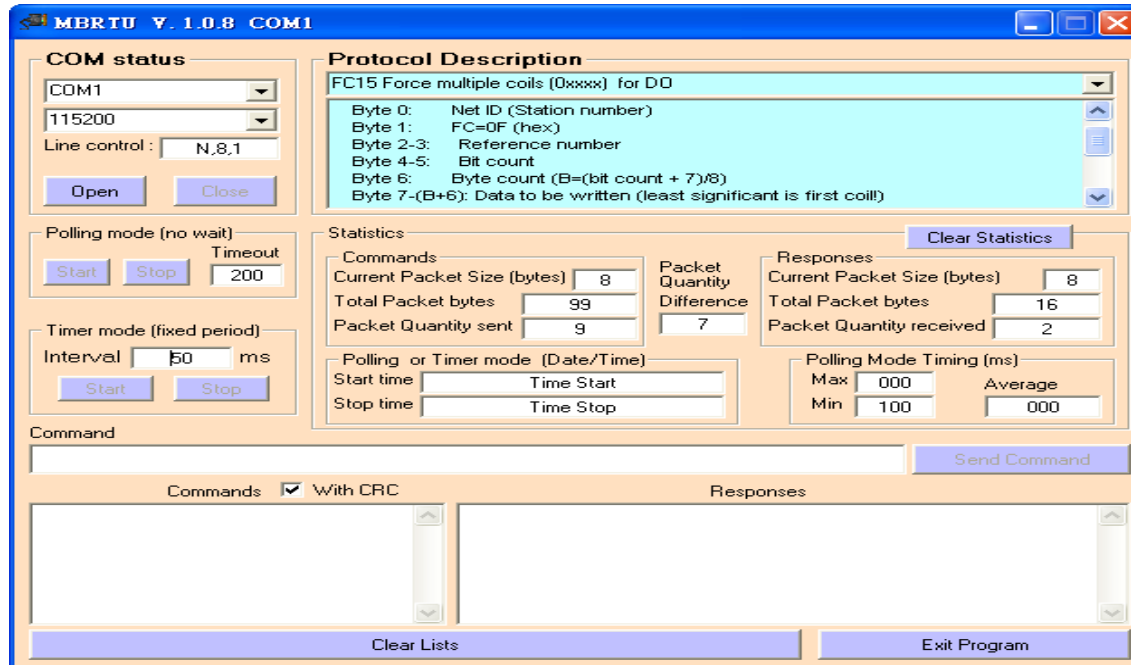 MBRTU V. 1.0.8 COM1
COM status
COM1
115200
Line control : N,8,1
Open Close
Protocol Description
FC15 Force multiple coils (0xxxx) for DO
Byte 0: Net ID (Station number)
Byte 1: FC=0F (hex)
Byte 2-3: Reference number
Byte 4-5: Bit count
Byte 6: Byte count (B=(bit count + 7)/8)
Byte 7-(B+6): Data to be written (least significant is first coil!)
Polling mode (no wait)
Timeout
Start Stop 200
Timer mode (fixed period)
Interval 50 ms
Start Stop
Statistics
Clear Statistics
Commands
Current Packet Size (bytes) 8
Total Packet bytes 99
Packet Quantity sent 9
Packet
Quantity
Difference
7
Responses
Current Packet Size (bytes) 8
Total Packet bytes 16
Packet Quantity received 2
Polling or Timer mode (Date/Time)
Start time Time Start
Stop time Time Stop
Polling Mode Timing (ms)
Max 000 Average
Min 100 000
Command
Send Command
Commands With CRC Responses
Clear Lists Exit Program